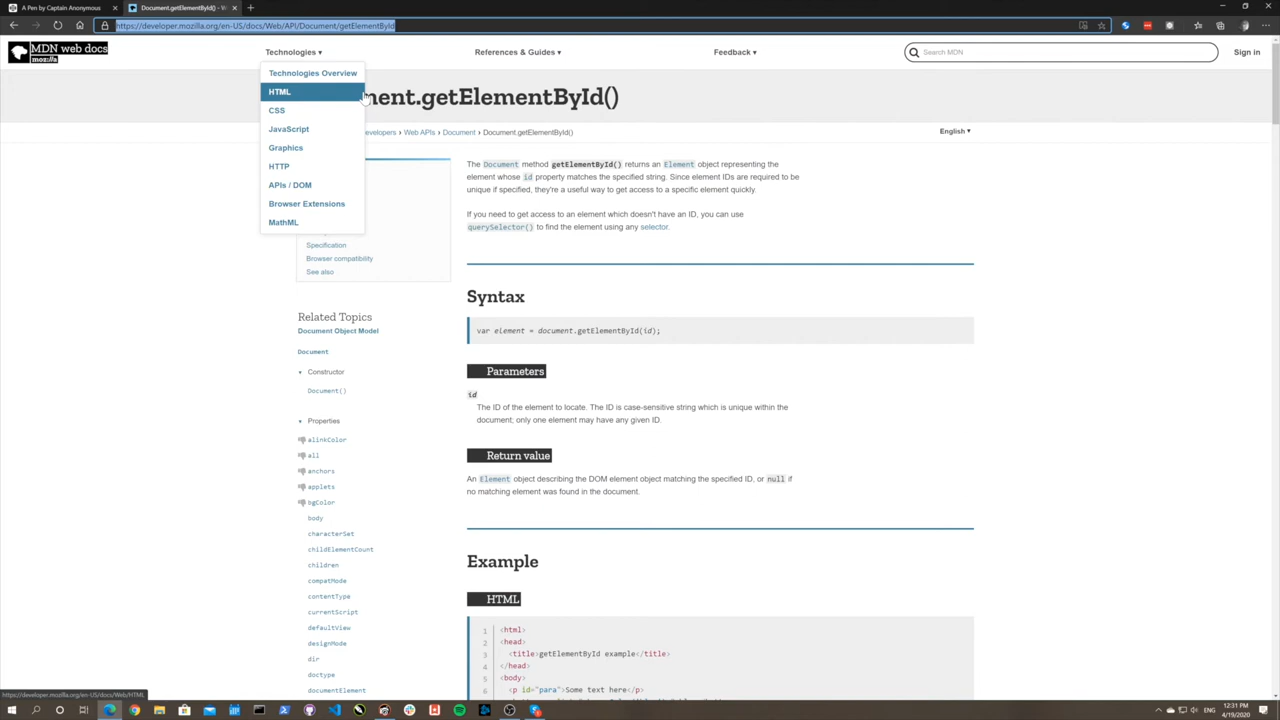 A Pen by Captain Anonymous
Document.getElementById() - We
https://developer.mozilla.org/en-US/docs/Web/API/Document/getElementById
MDN web docs
moz://a
Technologies ▾
References & Guides ▾
Feedback ▾
Search MDN
Sign in
Technologies Overview
HTML
CSS
JavaScript
Graphics
HTTP
APIs / DOM
Browser Extensions
MathML
ment.getElementById()
evelopers › Web APIs › Document › Document.getElementById()
English ▾
Specification
Browser compatibility
See also
Related Topics
Document Object Model
Document
Constructor
Document()
Properties
alinkColor
all
anchors
applets
bgColor
body
characterSet
childElementCount
children
compatMode
contentType
currentScript
defaultView
designMode
dir
doctype
documentElement
The Document method getElementById() returns an Element object representing the
element whose id property matches the specified string. Since element IDs are required to be
unique if specified, they're a useful way to get access to a specific element quickly.
If you need to get access to an element which doesn't have an ID, you can use
querySelector() to find the element using any selector.
Syntax
var element = document.getElementById(id);
Parameters
id
The ID of the element to locate. The ID is case-sensitive string which is unique within the
document; only one element may have any given ID.
Return value
An Element object describing the DOM element object matching the specified ID, or null if
no matching element was found in the document.
Example
HTML
1 <html>
2 <head>
3 <title>getElementById example</title>
4 </head>
5 <body>
6 <p id="para">Some text here</p>
https://developer.mozilla.org/en-US/docs/Web/HTML
12:31 PM
4/19/2020